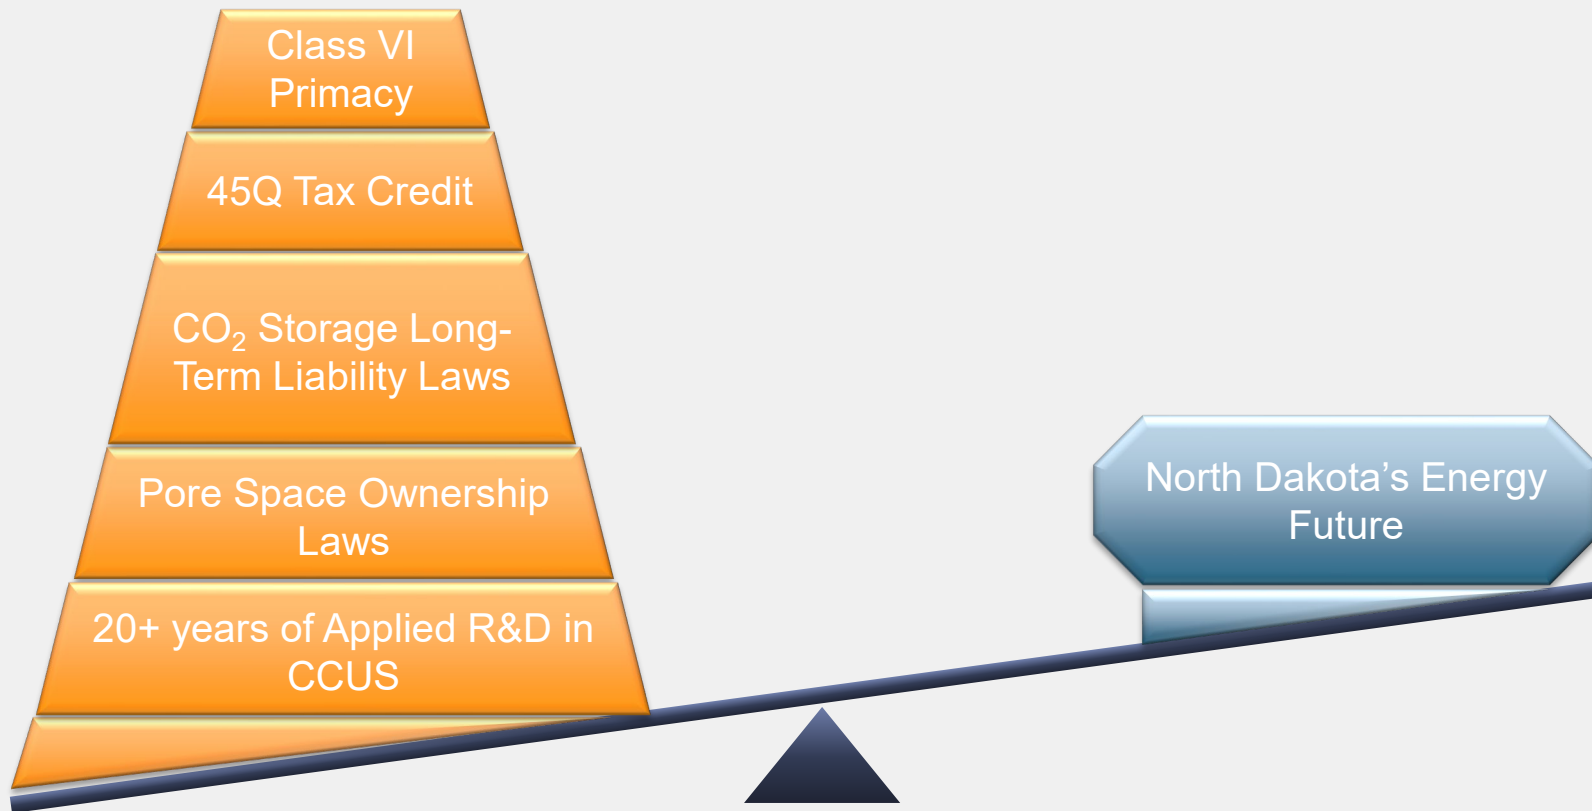 Class VI
Primacy
45Q Tax Credit
CO₂ Storage Long-
Term Liability Laws
Pore Space Ownership
Laws
20+ years of Applied R&D in
CCUS
North Dakota’s Energy
Future